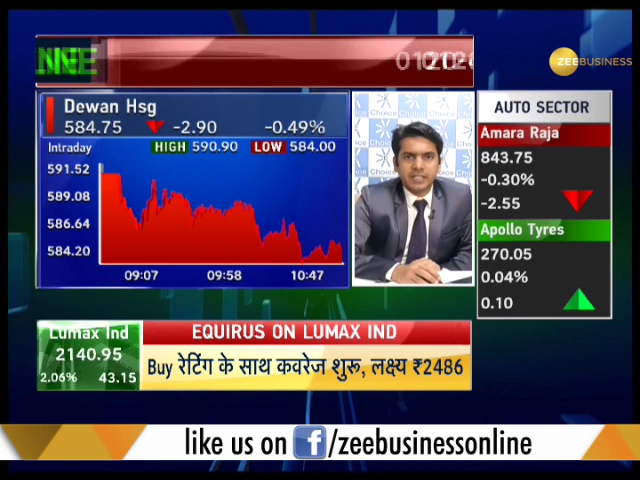 ZEEBUSINESS
Dewan Hsg
584.75 -2.90 -0.49%
Intraday HIGH 590.90 LOW 584.00
591.52
589.08
586.64
584.20
09:07 09:58 10:47
Choice
AUTO SECTOR
Amara Raja
843.75
-0.30%
-2.55
Apollo Tyres
270.05
0.04%
0.10
Lumax Ind
2140.95
2.06% 43.15
EQUIRUS ON LUMAX IND
Buy रेटिंग के साथ कवरेज शुरू, लक्ष्य ₹2486
like us on f/zeebusinessonline